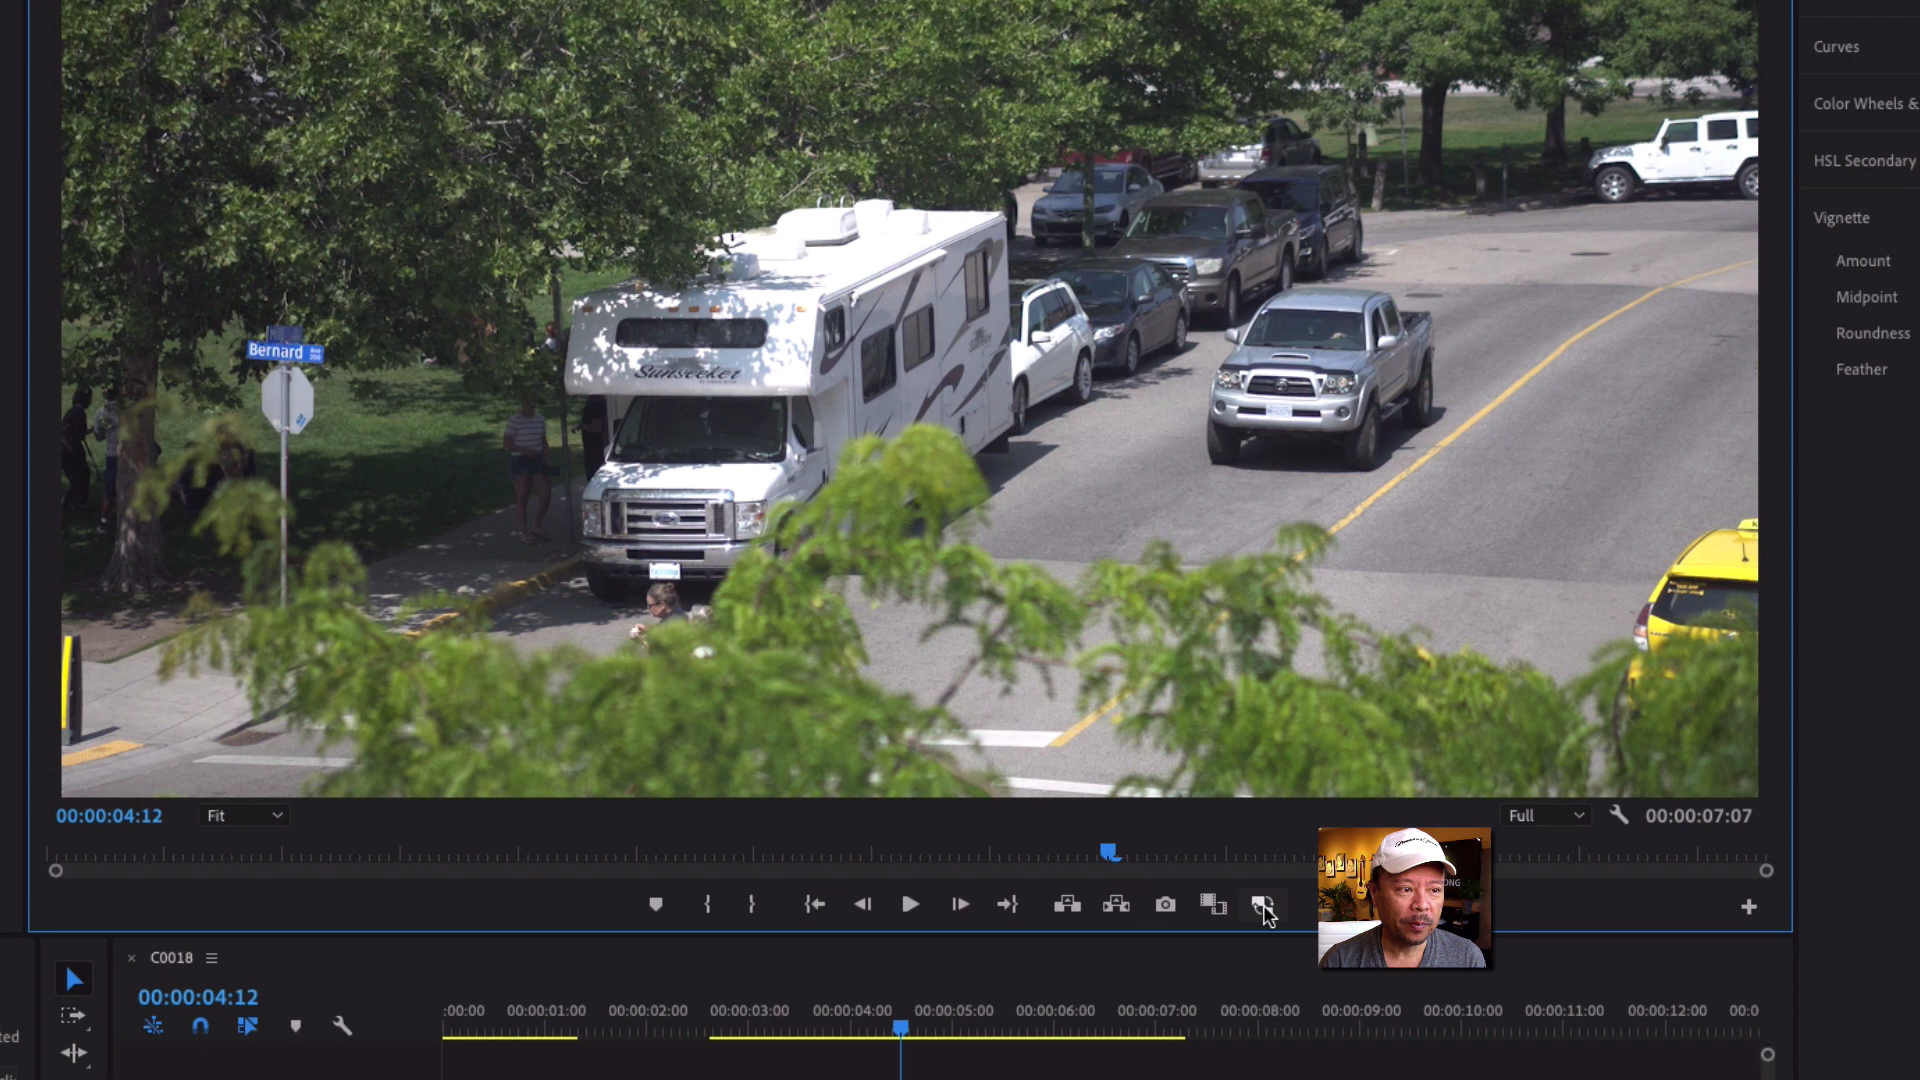 Curves
Color Wheels &
HSL Secondary
Vignette
Amount
Midpoint
Roundness
Feather
Bernard Ave
200
Sunseeker
00:00:04:12
Fit
Full
00:00:07:07
C0018
00:00:04:12
:00:00
00:00:01:00
00:00:02:00
00:00:03:00
00:00:04:00
00:00:05:00
00:00:06:00
00:00:07:00
00:00:08:00
00:00:09:00
00:00:10:00
00:00:11:00
00:00:12:00
00:0
ted